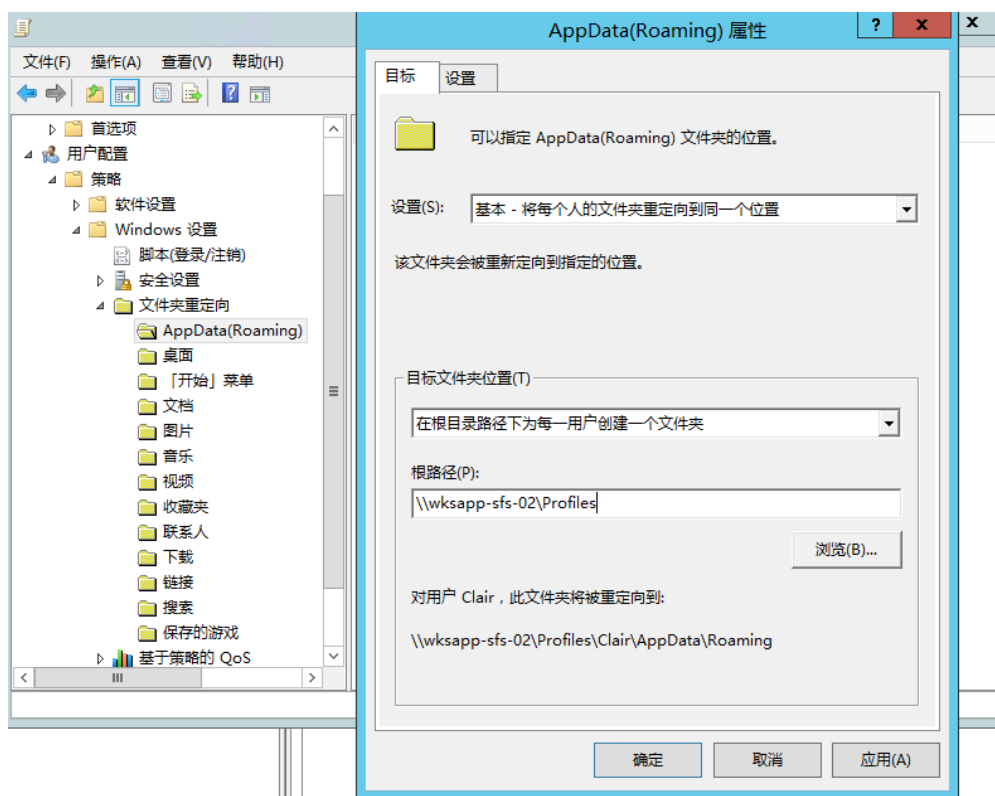 文件(F) 操作(A) 查看(V) 帮助(H)
首选项
用户配置
策略
软件设置
Windows 设置
脚本(登录/注销)
安全设置
文件夹重定向
AppData(Roaming)
桌面
「开始」菜单
文档
图片
音乐
视频
收藏夹
联系人
下载
链接
搜索
保存的游戏
基于策略的 QoS
AppData(Roaming) 属性
目标 设置
可以指定 AppData(Roaming) 文件夹的位置。
设置(S): 基本 - 将每个人的文件夹重定向到同一个位置
该文件夹会被重新定向到指定的位置。
目标文件夹位置(T)
在根目录路径下为每一用户创建一个文件夹
根路径(P):
\\wksapp-sfs-02\Profiles
浏览(B)...
对用户 Clair，此文件夹将被重定向到:
\\wksapp-sfs-02\Profiles\Clair\AppData\Roaming
确定 取消 应用(A)